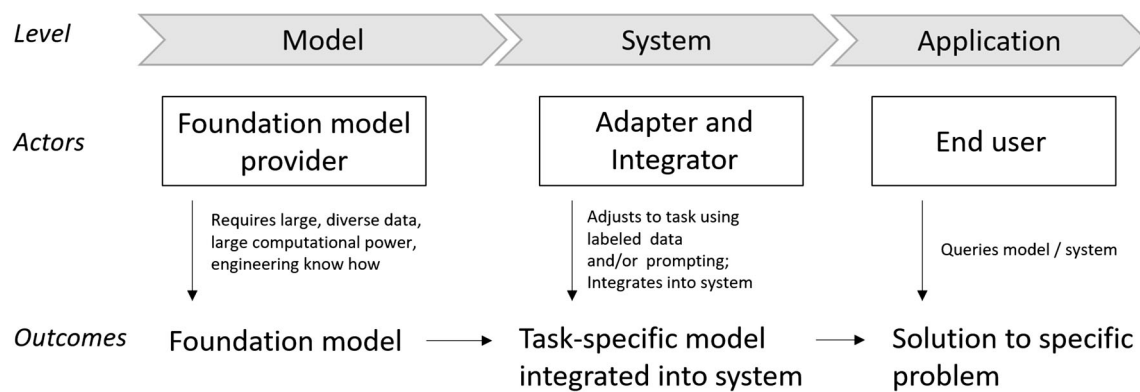 Level
Model
System
Application
Actors
Foundation model
provider
Adapter and
Integrator
End user
Requires large, diverse data,
large computational power,
engineering know how
Adjusts to task using
labeled data
and/or prompting;
Integrates into system
Queries model / system
Outcomes
Foundation model
Task-specific model
integrated into system
Solution to specific
problem